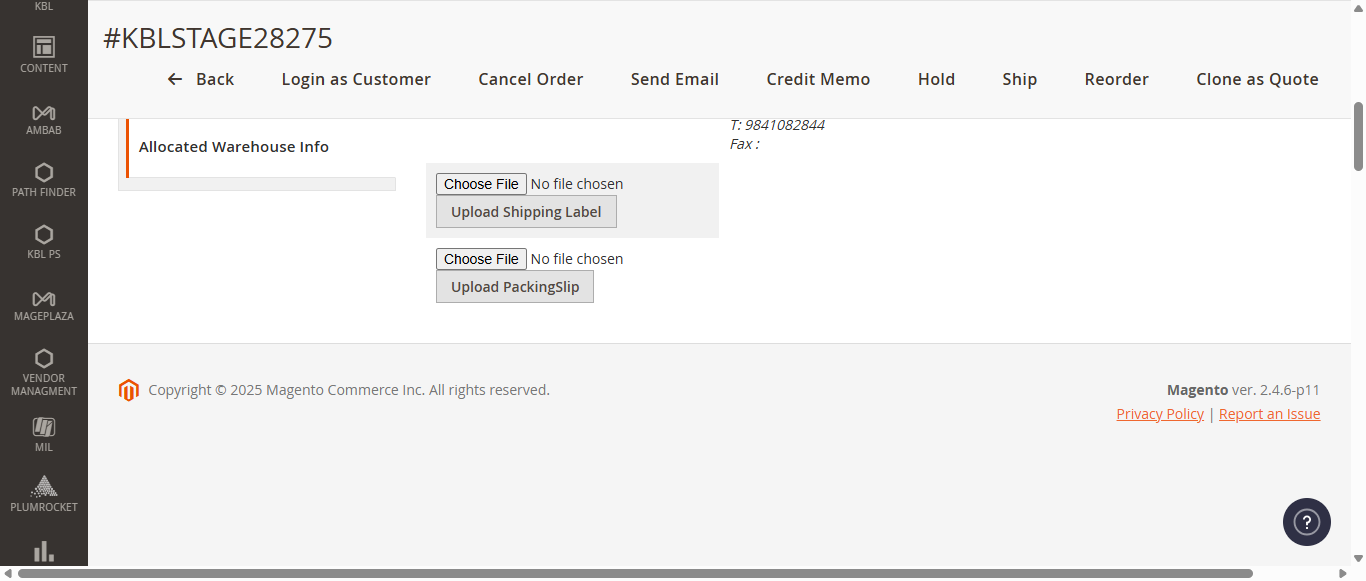 KBL
CONTENT
AMBAB
PATH FINDER
KBL PS
MAGEPLAZA
VENDOR
MANAGMENT
MIL
PLUMROCKET
#KBLSTAGE28275
Back Login as Customer Cancel Order Send Email Credit Memo Hold Ship Reorder Clone as Quote
Allocated Warehouse Info
T: 9841082844
Fax :
Choose File No file chosen
Upload Shipping Label
Choose File No file chosen
Upload PackingSlip
Copyright © 2025 Magento Commerce Inc. All rights reserved.
Magento ver. 2.4.6-p11
Privacy Policy | Report an Issue
?